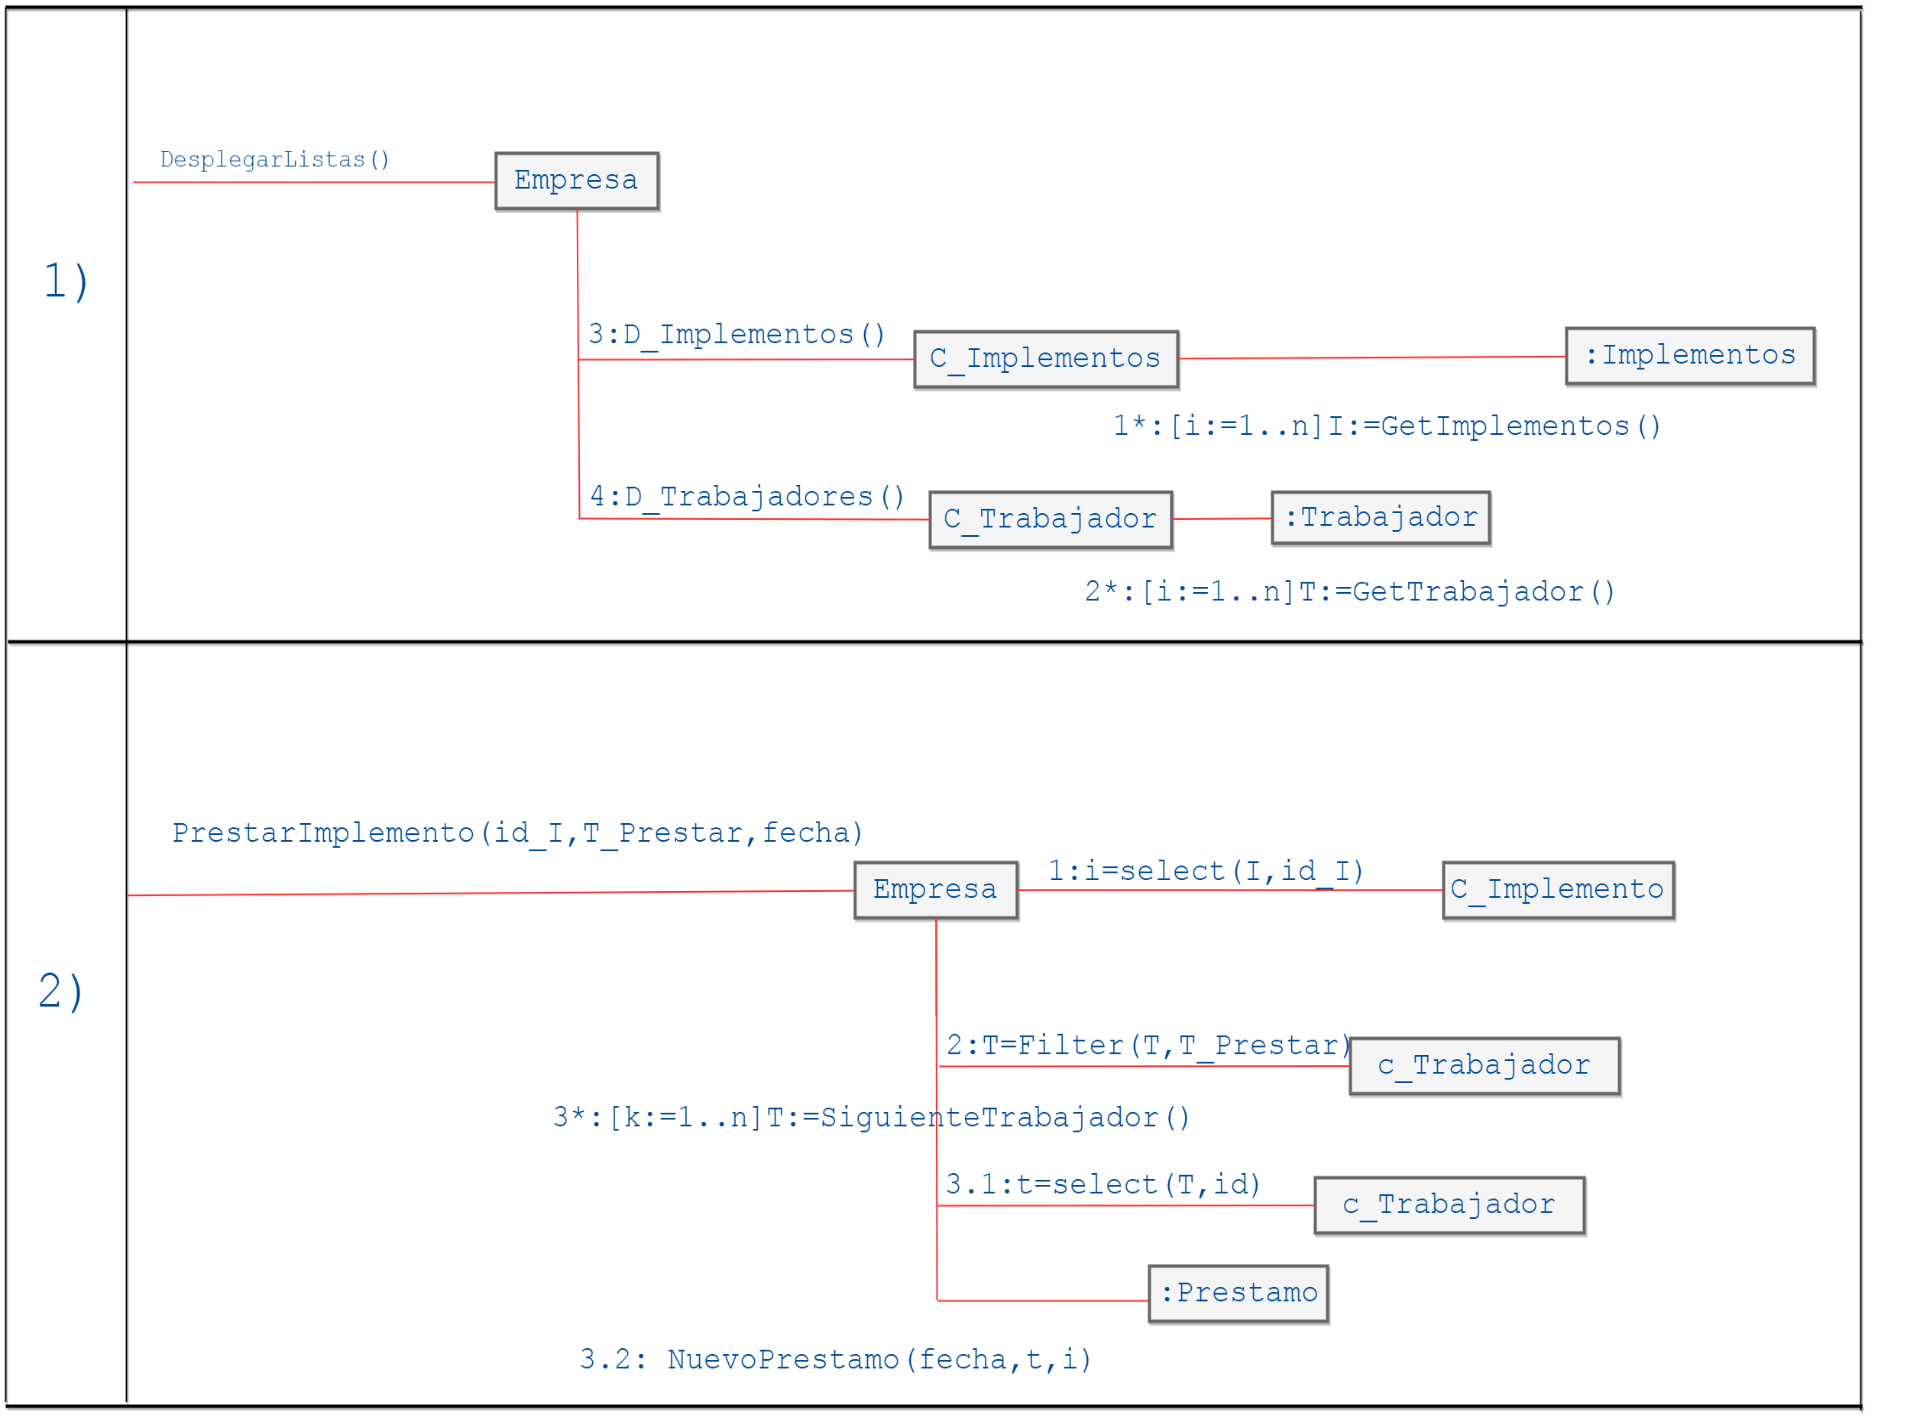 1)
DesplegarListas()
Empresa
3:D_Implementos()
C_Implementos
:Implementos
1*:[i:=1..n]I:=GetImplementos()
4:D_Trabajadores()
C_Trabajador
:Trabajador
2*:[i:=1..n]T:=GetTrabajador()
2)
PrestarImplemento(id_I,T_Prestar,fecha)
Empresa
1:i=select(I,id_I)
C_Implemento
2:T=Filter(T,T_Prestar)
c_Trabajador
3*:[k:=1..n]T:=SiguienteTrabajador()
3.1:t=select(T,id)
c_Trabajador
:Prestamo
3.2: NuevoPrestamo(fecha,t,i)